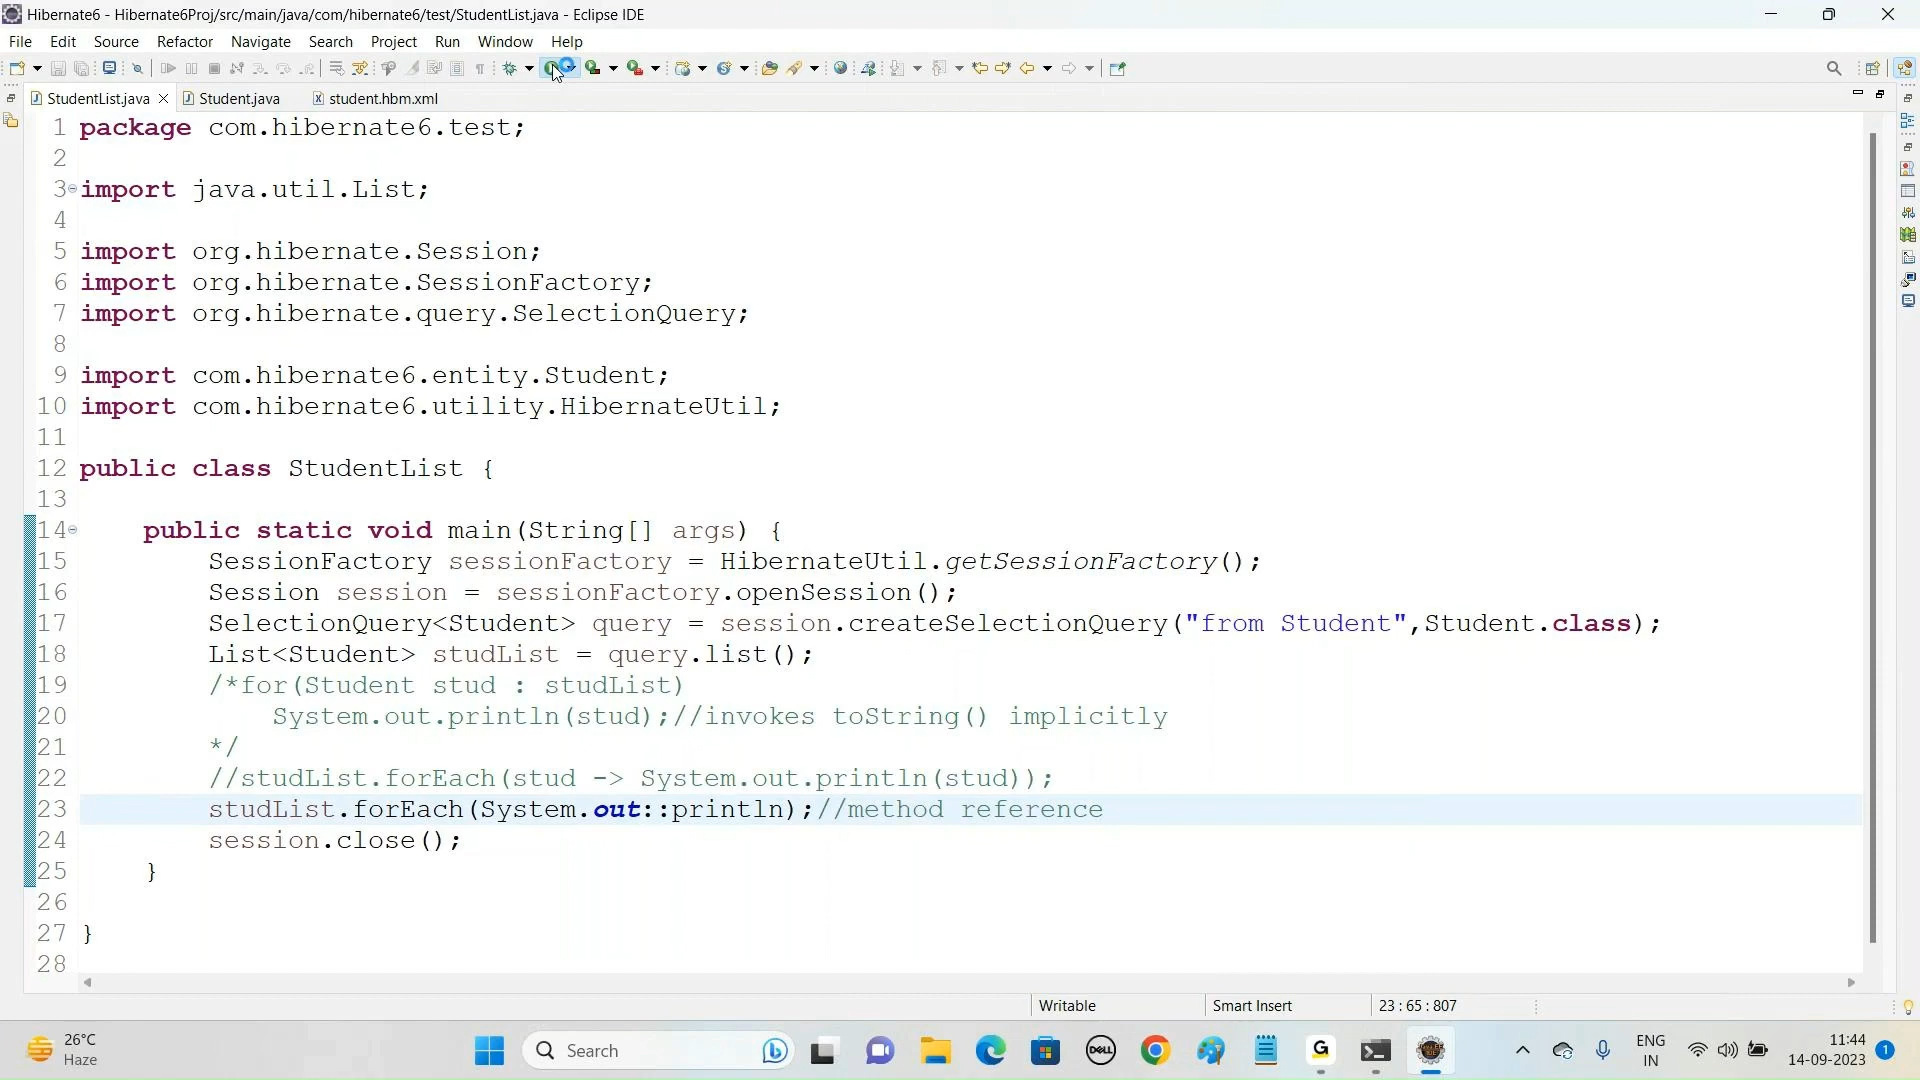 Hibernate6 - Hibernate6Proj/src/main/java/com/hibernate6/test/StudentList.java - Eclipse IDE
File Edit Source Refactor Navigate Search Project Run Window Help
StudentList.java Student.java student.hbm.xml
1 package com.hibernate6.test;
2
3 import java.util.List;
4
5 import org.hibernate.Session;
6 import org.hibernate.SessionFactory;
7 import org.hibernate.query.SelectionQuery;
8
9 import com.hibernate6.entity.Student;
10 import com.hibernate6.utility.HibernateUtil;
11
12 public class StudentList {
13
14 public static void main(String[] args) {
15 SessionFactory sessionFactory = HibernateUtil.getSessionFactory();
16 Session session = sessionFactory.openSession();
17 SelectionQuery<Student> query = session.createSelectionQuery("from Student",Student.class);
18 List<Student> studList = query.list();
19 /*for(Student stud : studList)
20 System.out.println(stud);//invokes toString() implicitly
21 */
22 //studList.forEach(stud -> System.out.println(stud));
23 studList.forEach(System.out::println);//method reference
24 session.close();
25 }
26
27 }
28
Writable Smart Insert 23 : 65 : 807
26°C
Haze
Search
DELL
ENG
IN
11:44
14-09-2023
1